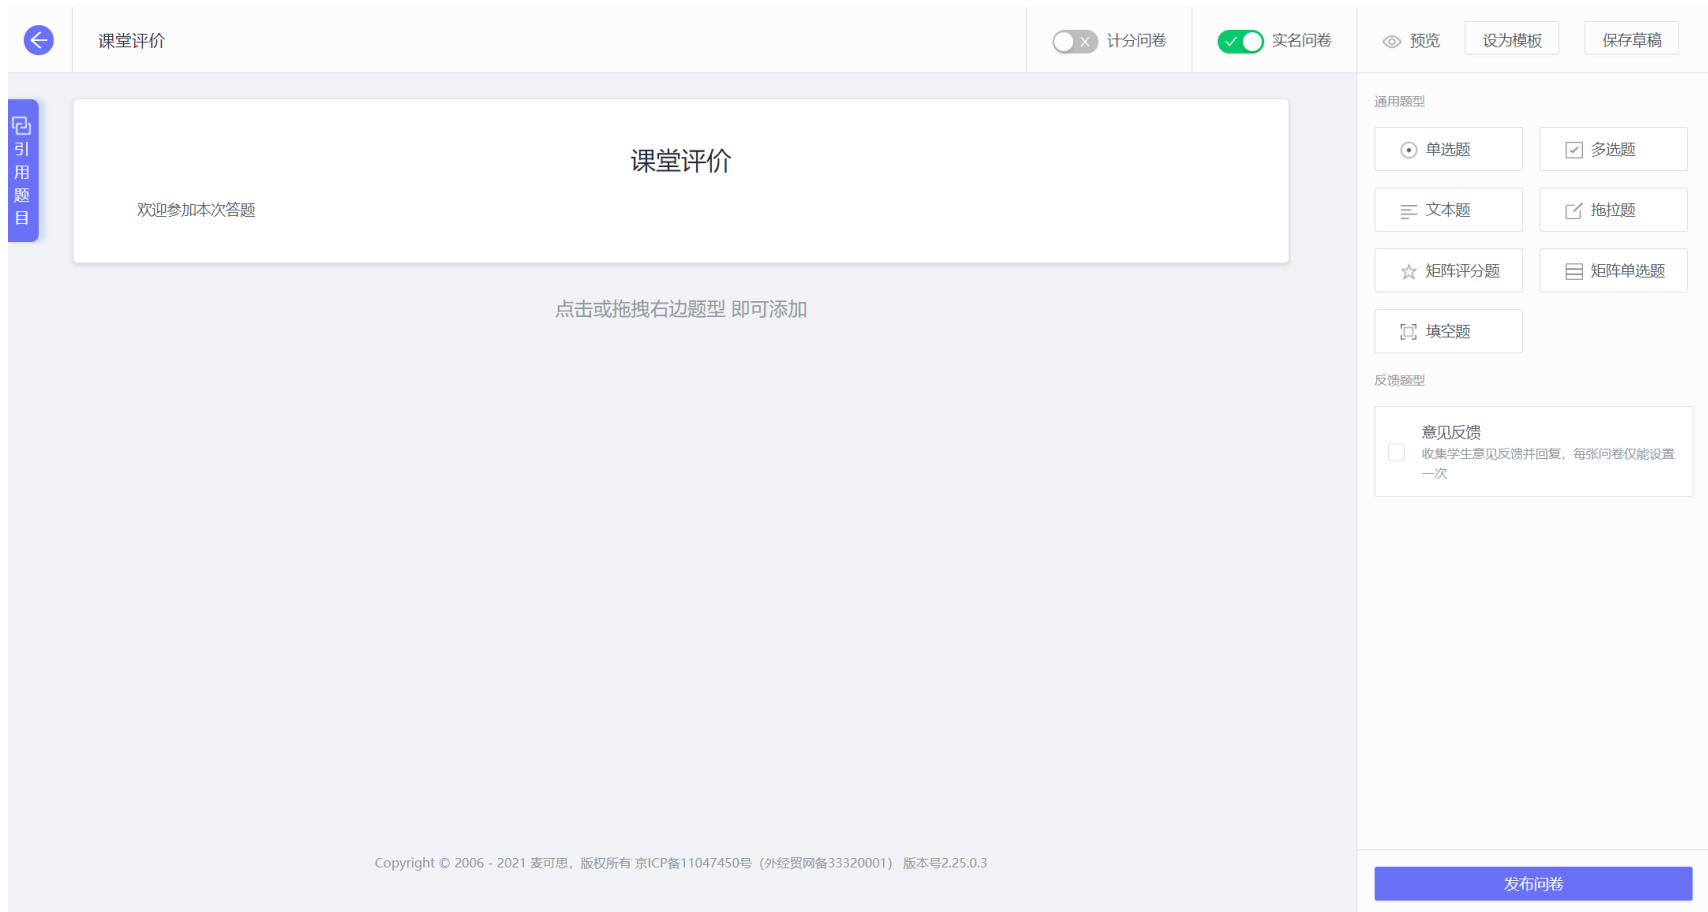 课堂评价
计分问卷
实名问卷
预览
设为模板
保存草稿
引用题目
课堂评价
欢迎参加本次答题
点击或拖拽右边题型 即可添加
通用题型
单选题
多选题
文本题
拖拉题
矩阵评分题
矩阵单选题
填空题
反馈题型
意见反馈
收集学生意见反馈并回复，每张问卷仅能设置
一次
Copyright © 2006 - 2021 麦可思，版权所有 京ICP备11047450号（外经贸网备33320001） 版本号2.25.0.3
发布问卷